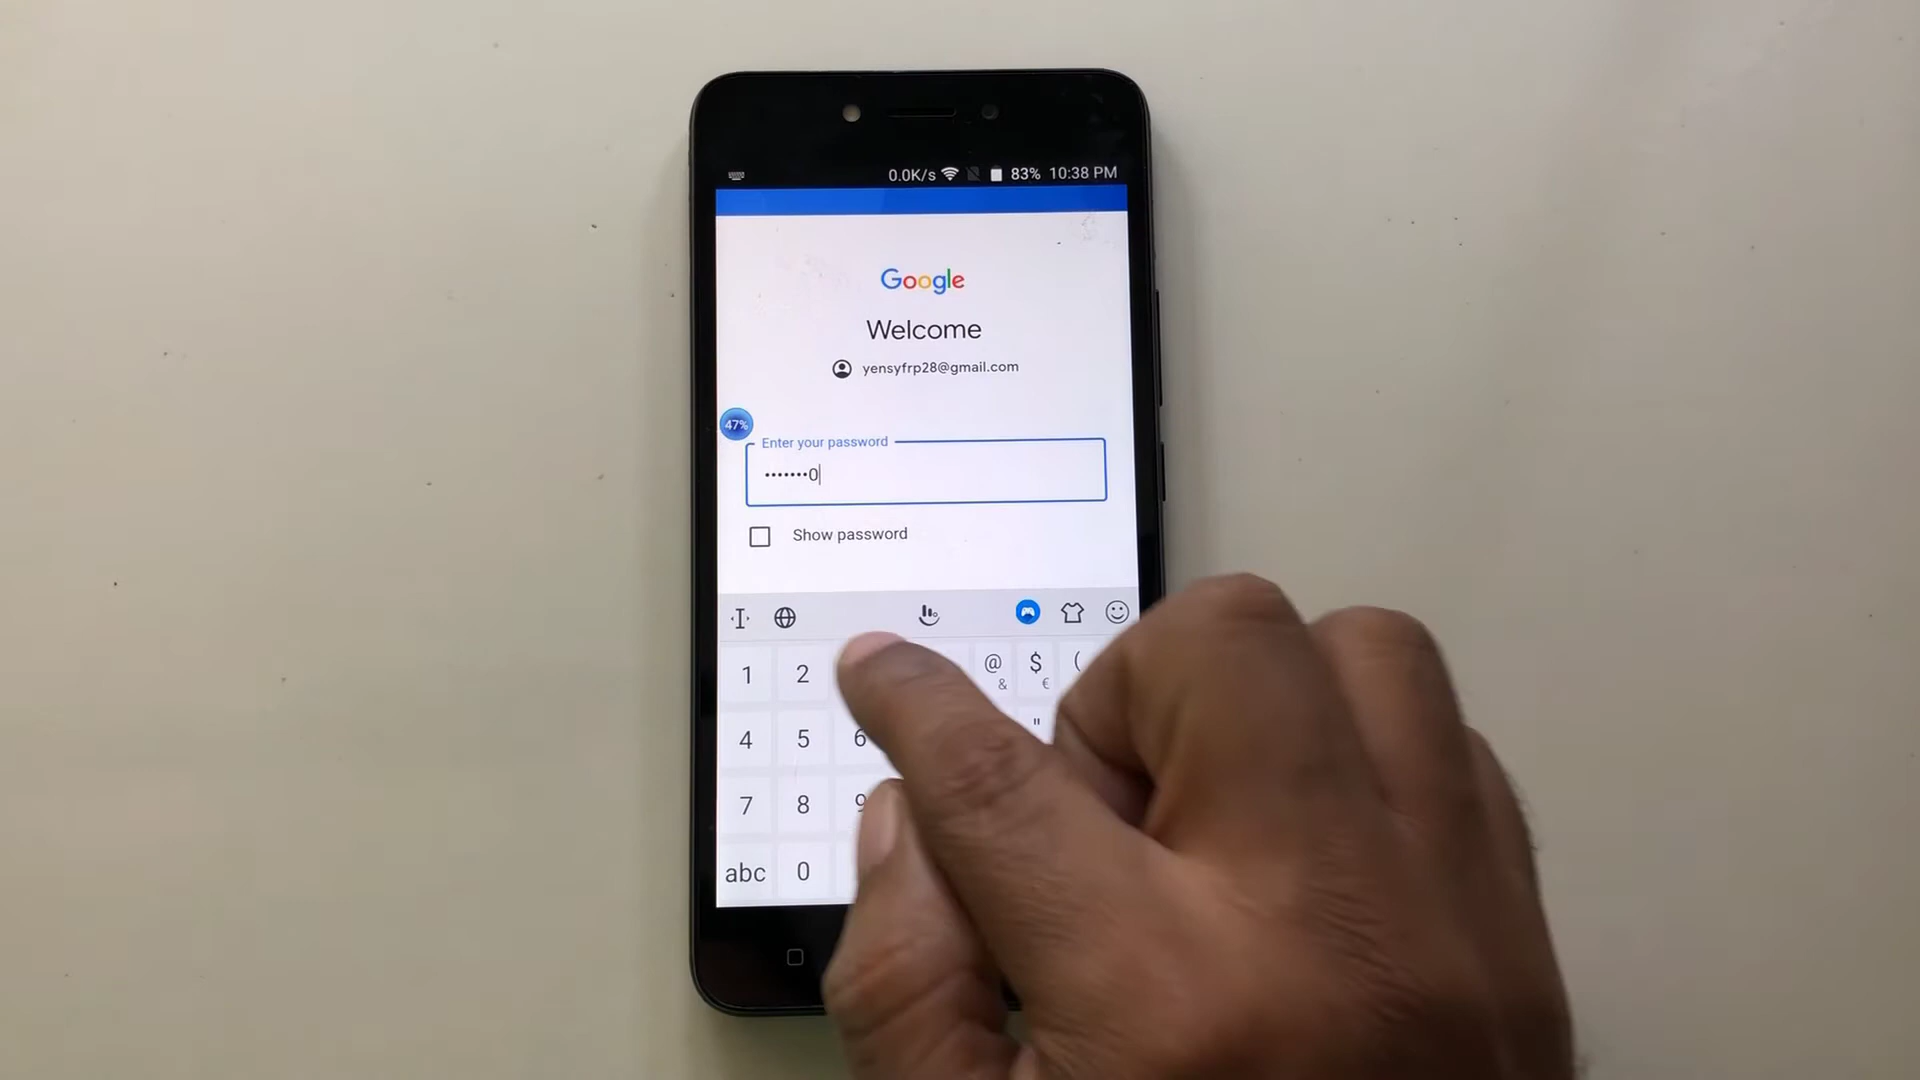 0.0K/s 83% 10:38 PM
Google
Welcome
yensyfrp28@gmail.com
47%
Enter your password
•••••••0
Show password
1 2 @ $ (
& €
4 5 6 "
7 8 9
abc 0